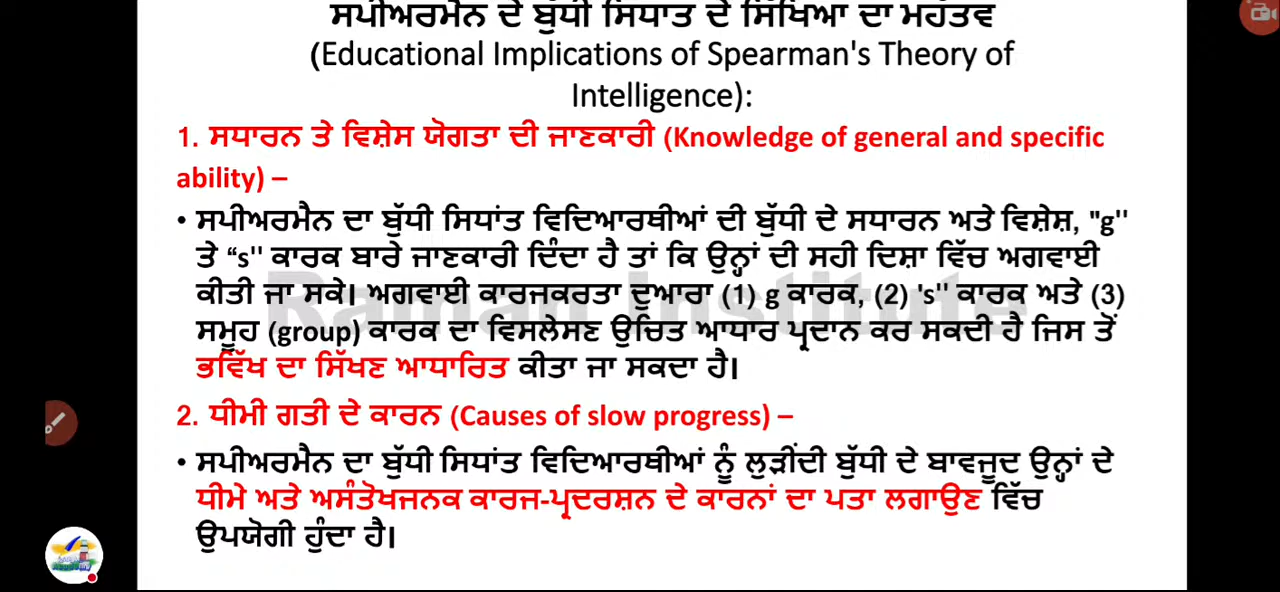 ਸਪੀਅਰਮੈਨ ਦੇ ਬੁੱਧੀ ਸਿਧਾਂਤ ਦੇ ਸਿੱਖਿਆ ਦਾ ਮਹੱਤਵ
(Educational Implications of Spearman's Theory of
Intelligence):
1. ਸਧਾਰਨ ਤੇ ਵਿਸ਼ੇਸ ਯੋਗਤਾ ਦੀ ਜਾਣਕਾਰੀ (Knowledge of general and specific
ability) –
• ਸਪੀਅਰਮੈਨ ਦਾ ਬੁੱਧੀ ਸਿਧਾਂਤ ਵਿਦਿਆਰਥੀਆਂ ਦੀ ਬੁੱਧੀ ਦੇ ਸਧਾਰਨ ਅਤੇ ਵਿਸ਼ੇਸ਼, "g''
ਤੇ “s'' ਕਾਰਕ ਬਾਰੇ ਜਾਣਕਾਰੀ ਦਿੰਦਾ ਹੈ ਤਾਂ ਕਿ ਉਨ੍ਹਾਂ ਦੀ ਸਹੀ ਦਿਸ਼ਾ ਵਿੱਚ ਅਗਵਾਈ
ਕੀਤੀ ਜਾ ਸਕੇ। ਅਗਵਾਈ ਕਾਰਜਕਰਤਾ ਦੁਆਰਾ (1) g ਕਾਰਕ, (2) 's'' ਕਾਰਕ ਅਤੇ (3)
ਸਮੂਹ (group) ਕਾਰਕ ਦਾ ਵਿਸਲੇਸਣ ਉਚਿਤ ਆਧਾਰ ਪ੍ਰਦਾਨ ਕਰ ਸਕਦੀ ਹੈ ਜਿਸ ਤੋਂ
ਭਵਿੱਖ ਦਾ ਸਿੱਖਣ ਆਧਾਰਿਤ ਕੀਤਾ ਜਾ ਸਕਦਾ ਹੈ।
Raman Institute
2. ਧੀਮੀ ਗਤੀ ਦੇ ਕਾਰਨ (Causes of slow progress) –
• ਸਪੀਅਰਮੈਨ ਦਾ ਬੁੱਧੀ ਸਿਧਾਂਤ ਵਿਦਿਆਰਥੀਆਂ ਨੂੰ ਲੁੜੀਂਦੀ ਬੁੱਧੀ ਦੇ ਬਾਵਜੂਦ ਉਨ੍ਹਾਂ ਦੇ
ਧੀਮੇ ਅਤੇ ਅਸੰਤੋਖਜਨਕ ਕਾਰਜ-ਪ੍ਰਦਰਸ਼ਨ ਦੇ ਕਾਰਨਾਂ ਦਾ ਪਤਾ ਲਗਾਉਣ ਵਿੱਚ
ਉਪਯੋਗੀ ਹੁੰਦਾ ਹੈ।